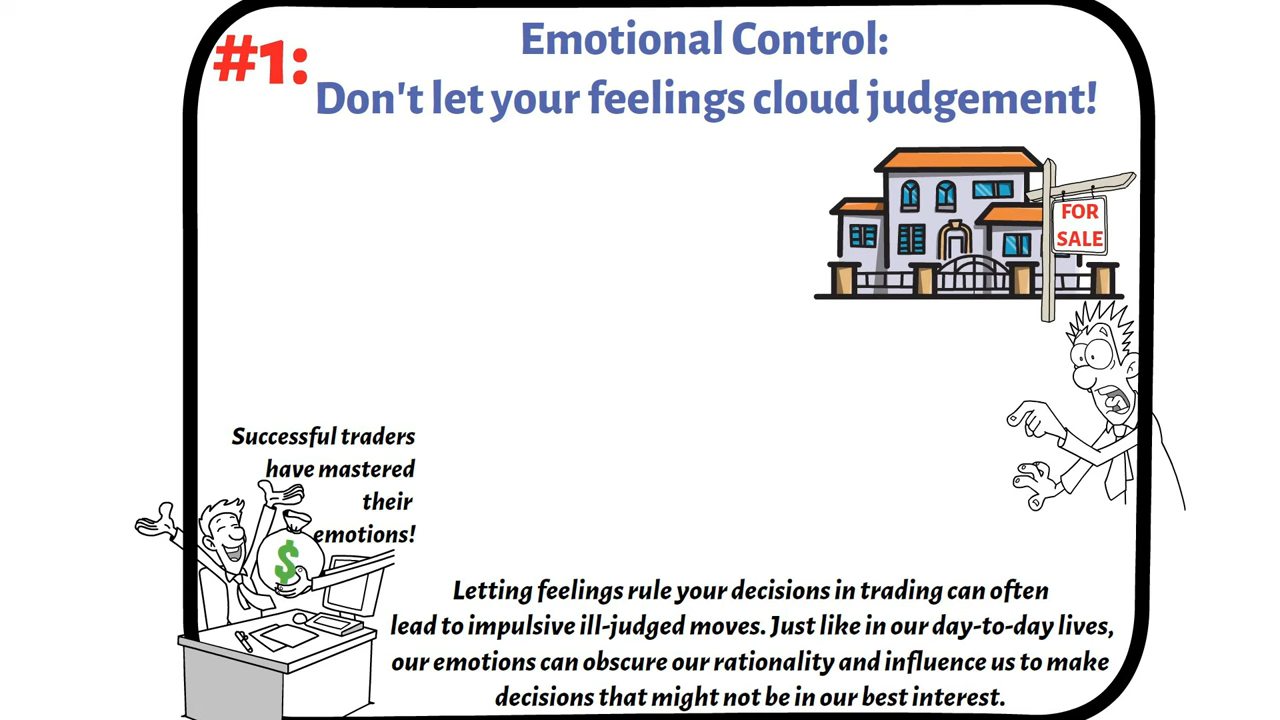 #1:
Emotional Control:
Don't let your feelings cloud judgement!
FOR
SALE
Successful traders
have mastered
their
emotions!
$
Letting feelings rule your decisions in trading can often
lead to impulsive ill-judged moves. Just like in our day-to-day lives,
our emotions can obscure our rationality and influence us to make
decisions that might not be in our best interest.